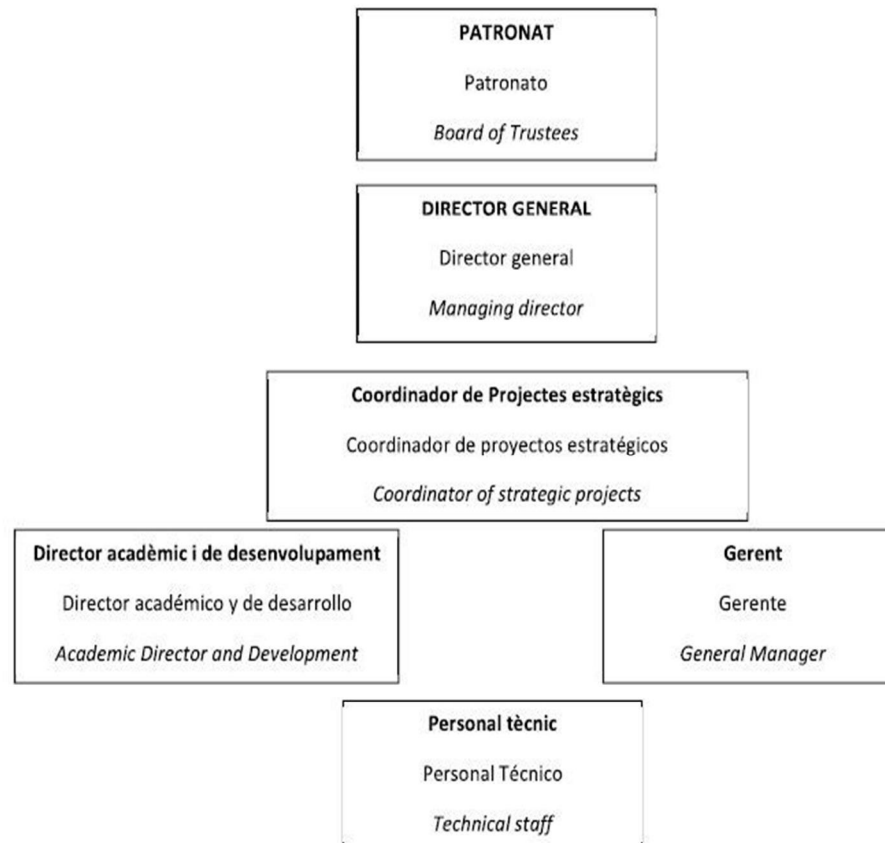 PATRONAT
Patronato
Board of Trustees
DIRECTOR GENERAL
Director general
Managing director
Coordinador de Projectes estratègics
Coordinador de proyectos estratégicos
Coordinator of strategic projects
Director acadèmic i de desenvolupament
Director académico y de desarrollo
Academic Director and Development
Gerent
Gerente
General Manager
Personal tècnic
Personal Técnico
Technical staff